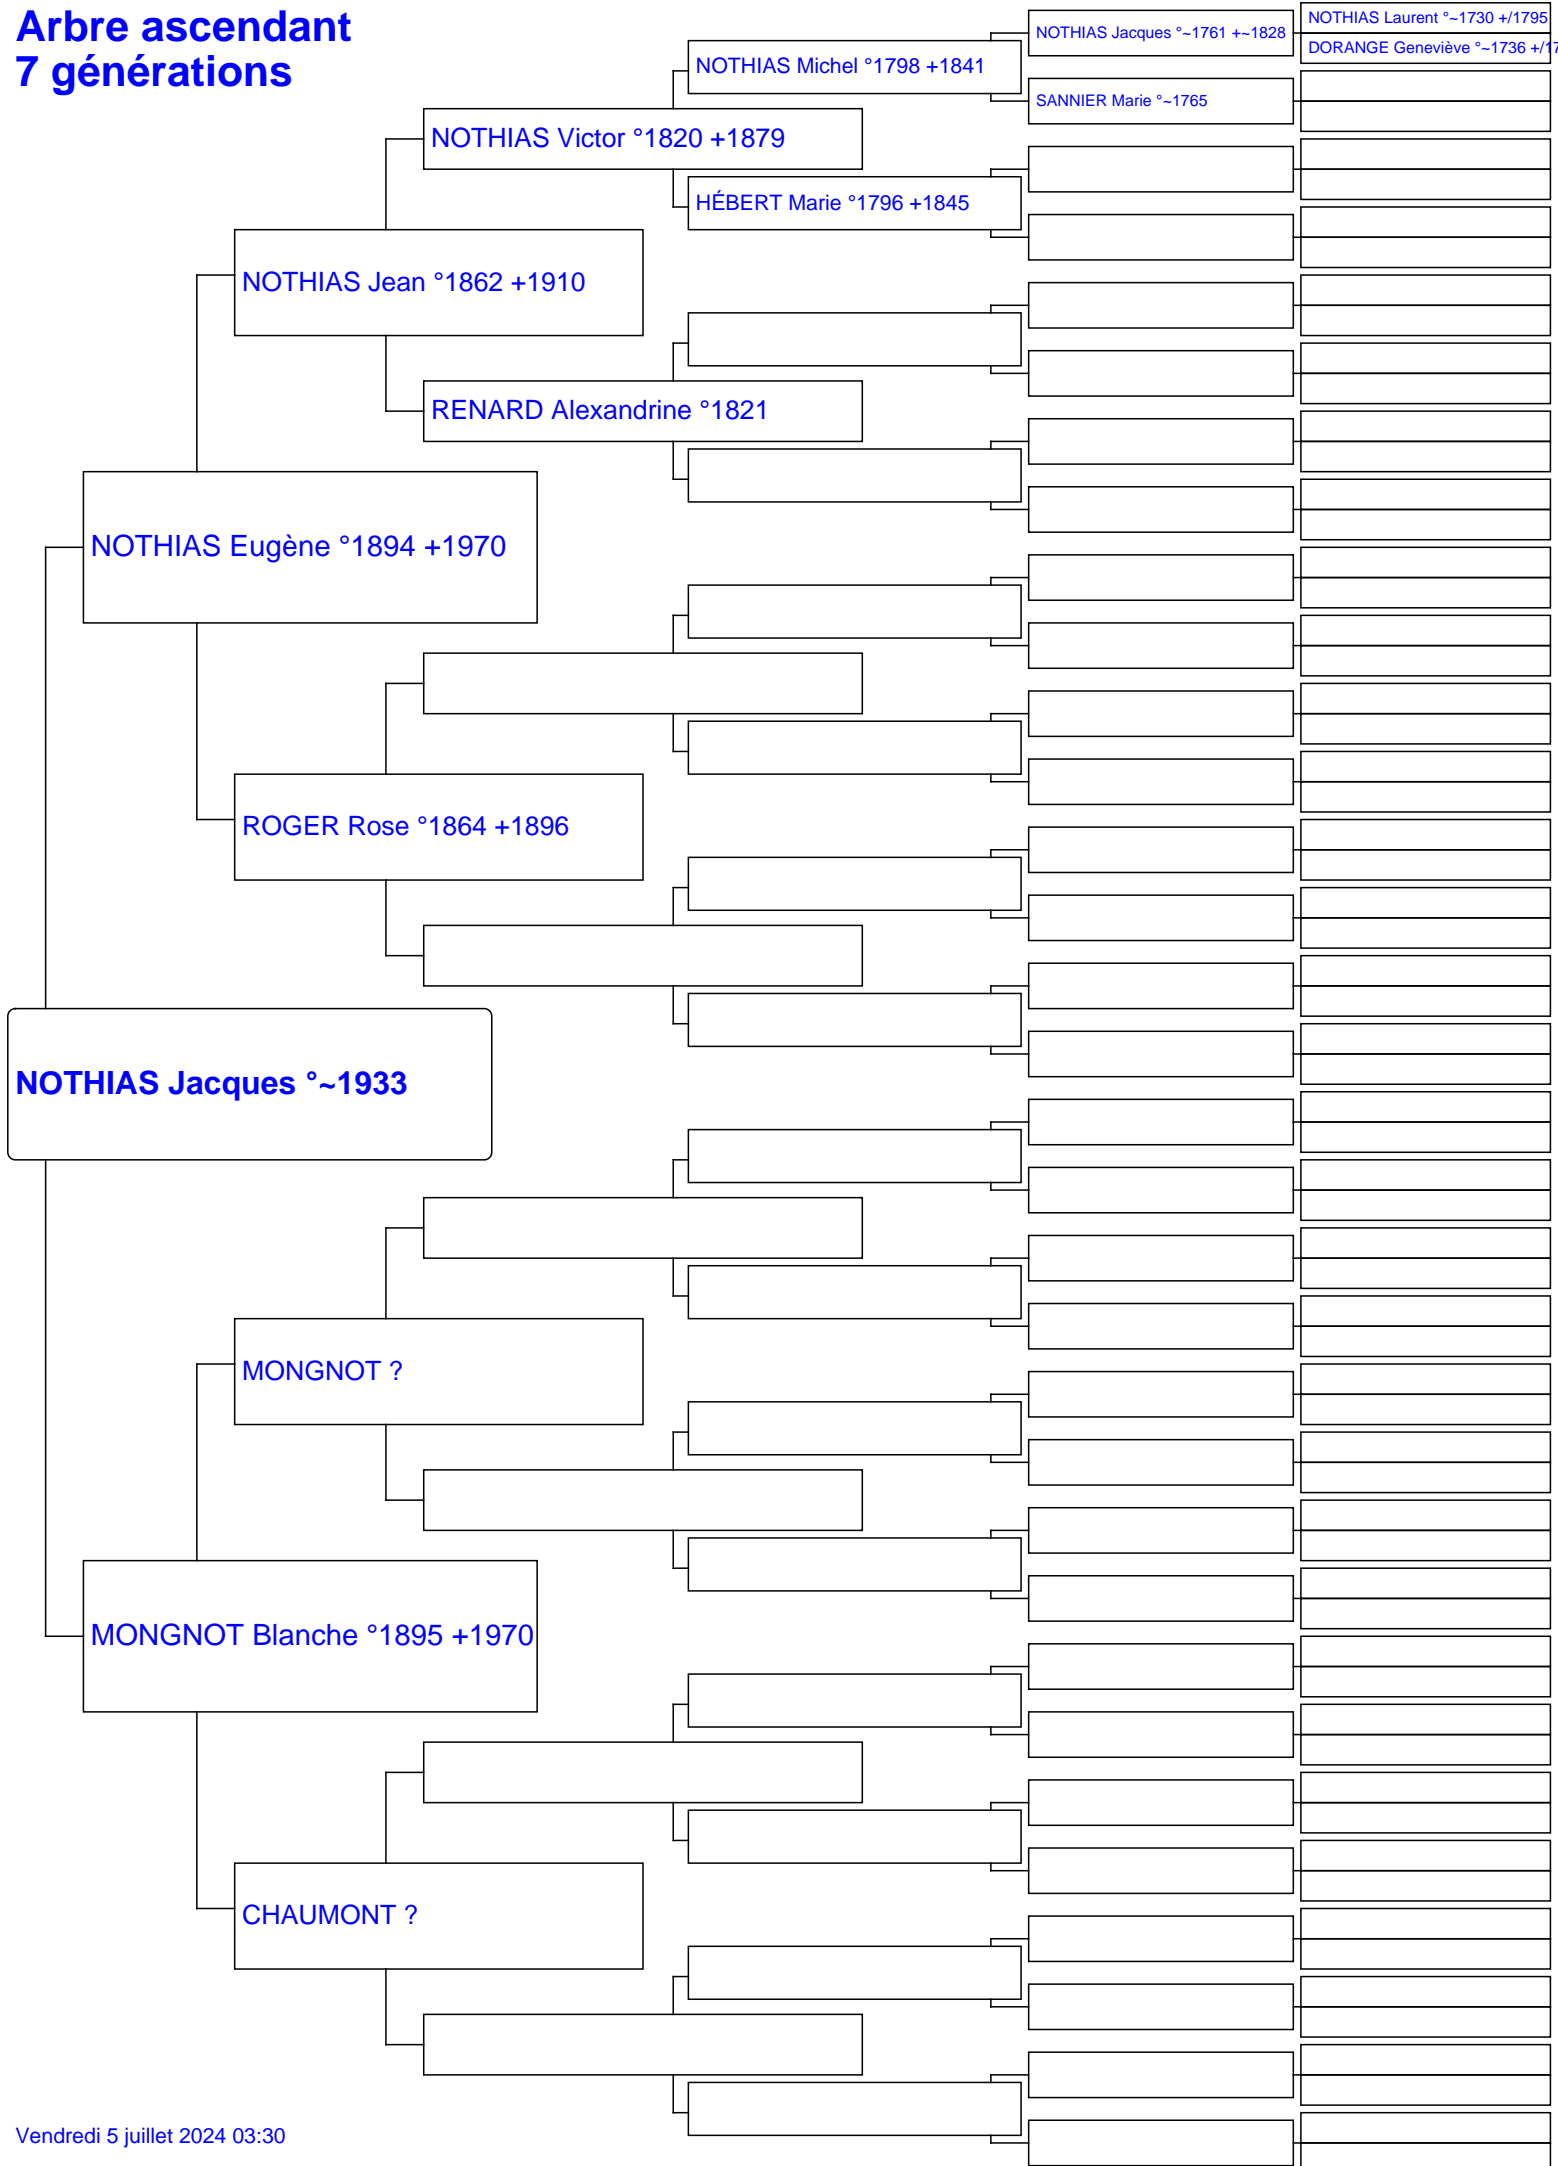 Arbre ascendant
7 générations
NOTHIAS Laurent °~1730 +/1795
NOTHIAS Jacques °~1761 +~1828
DORANGE Geneviève °~1736 +/17
NOTHIAS Michel °1798 +1841
SANNIER Marie °~1765
NOTHIAS Victor °1820 +1879
HÉBERT Marie °1796 +1845
NOTHIAS Jean °1862 +1910
RENARD Alexandrine °1821
NOTHIAS Eugène °1894 +1970
ROGER Rose °1864 +1896
NOTHIAS Jacques °~1933
MONGNOT ?
MONGNOT Blanche °1895 +1970
CHAUMONT ?
Vendredi 5 juillet 2024 03:30